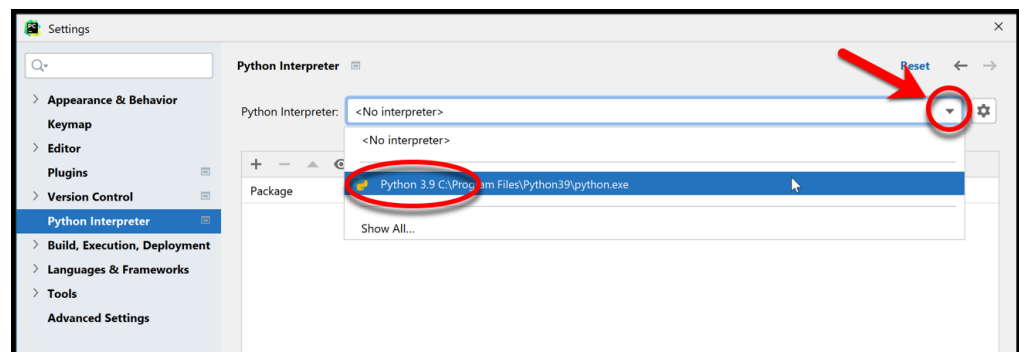 PC
Settings
Python Interpreter
Reset
Appearance & Behavior
Python Interpreter: <No interpreter>
Keymap
<No interpreter>
Editor
Plugins
Python 3.9 C:\Program Files\Python39\python.exe
Package
Version Control
Python Interpreter
Show All...
Build, Execution, Deployment
Languages & Frameworks
Tools
Advanced Settings